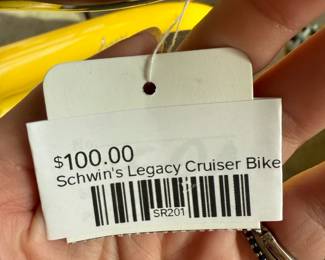 $100.00
Schwin's Legacy Cruiser Bike
SR201